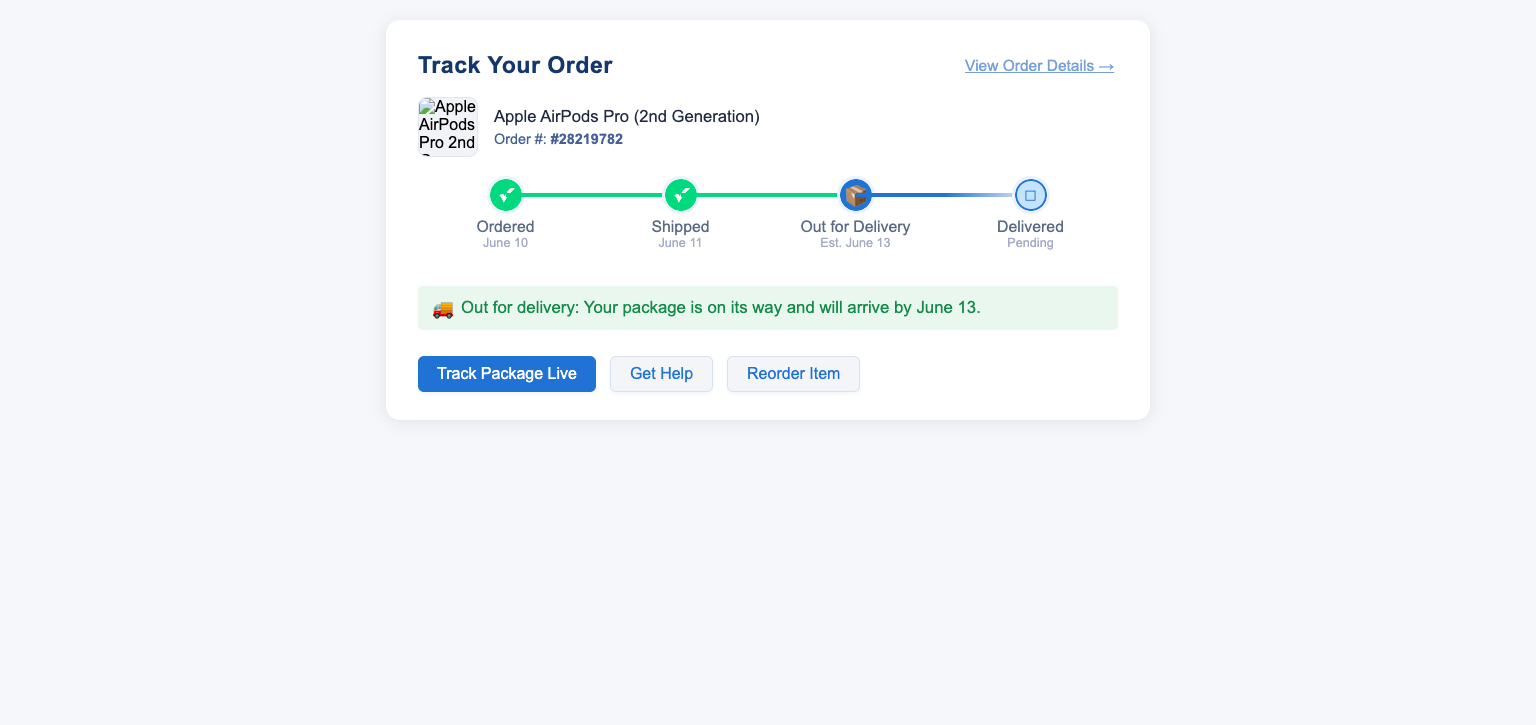 Track Your Order
View Order Details →
Apple
AirPods
Pro 2nd
Apple AirPods Pro (2nd Generation)
Order #: #28219782
Ordered
June 10
Shipped
June 11
Out for Delivery
Est. June 13
Delivered
Pending
🚚 Out for delivery: Your package is on its way and will arrive by June 13.
Track Package Live
Get Help
Reorder Item